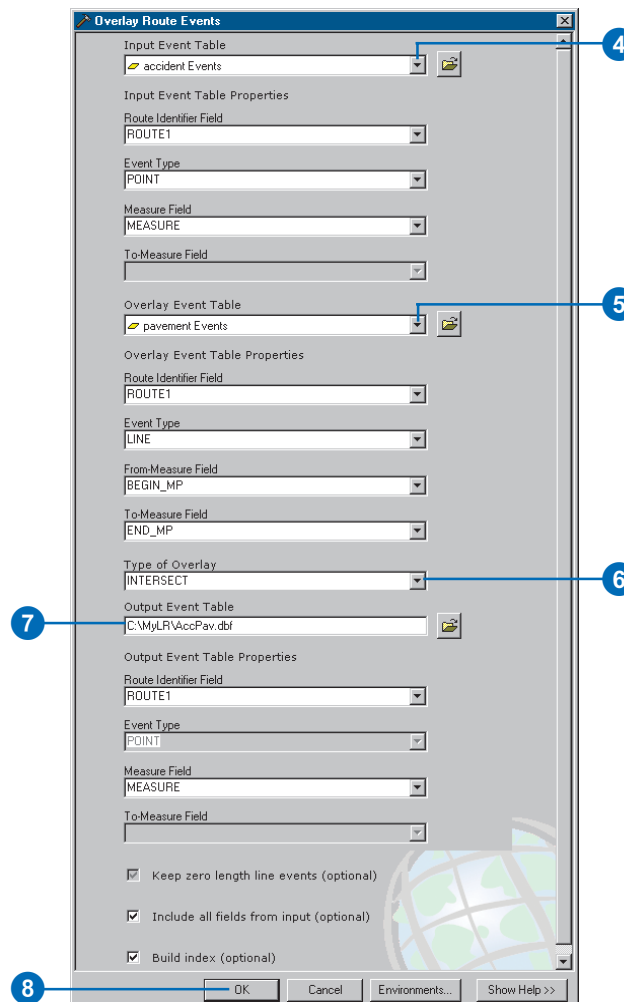 Overlay Route Events
Input Event Table
4
accident Events
Input Event Table Properties
Route Identifier Field
ROUTE1
Event Type
POINT
Measure Field
MEASURE
To-Measure Field
Overlay Event Table
5
pavement Events
Overlay Event Table Properties
Route Identifier Field
ROUTE1
Event Type
LINE
From-Measure Field
BEGIN_MP
To-Measure Field
END_MP
Type of Overlay
6
INTERSECT
Output Event Table
7
C:\MyLR\AccPav.dbf
Output Event Table Properties
Route Identifier Field
ROUTE1
Event Type
POINT
Measure Field
MEASURE
To-Measure Field
Keep zero length line events (optional)
Include all fields from input (optional)
Build index (optional)
8
OK Cancel Environments... Show Help >>